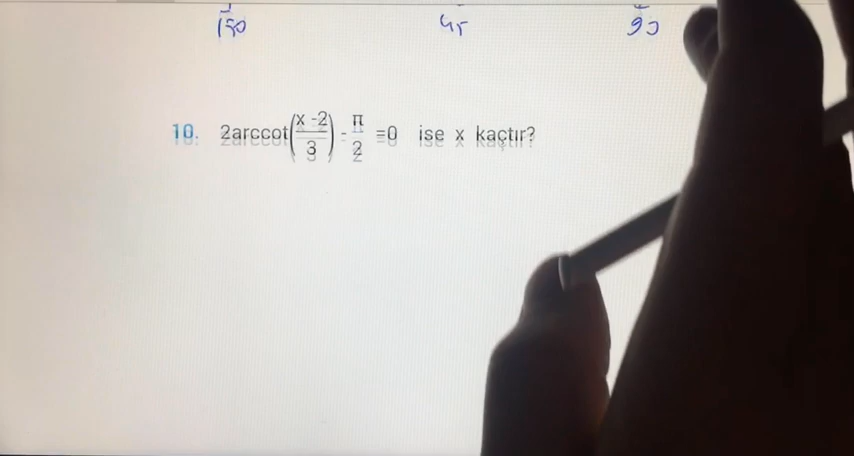 150 45 90
10. 2arccot(x-2/3) - π/2 =0 ise x kaçtır?